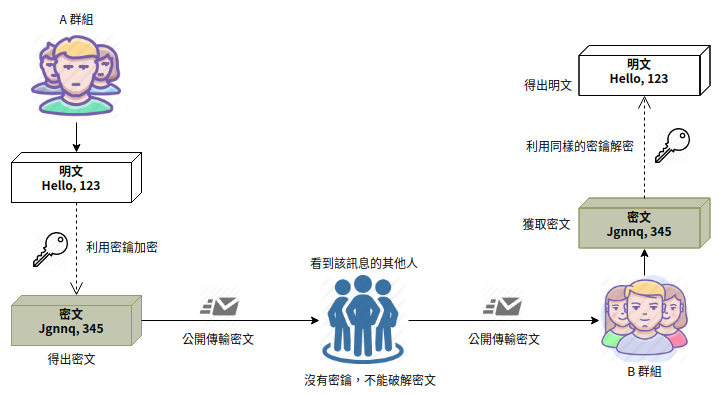 A 群組
明文
Hello, 123
利用密鑰加密
密文
Jgnnq, 345
得出密文
公開傳輸密文
看到該訊息的其他人
沒有密鑰，不能破解密文
公開傳輸密文
B 群組
獲取密文
密文
Jgnnq, 345
利用同樣的密鑰解密
得出明文
明文
Hello, 123